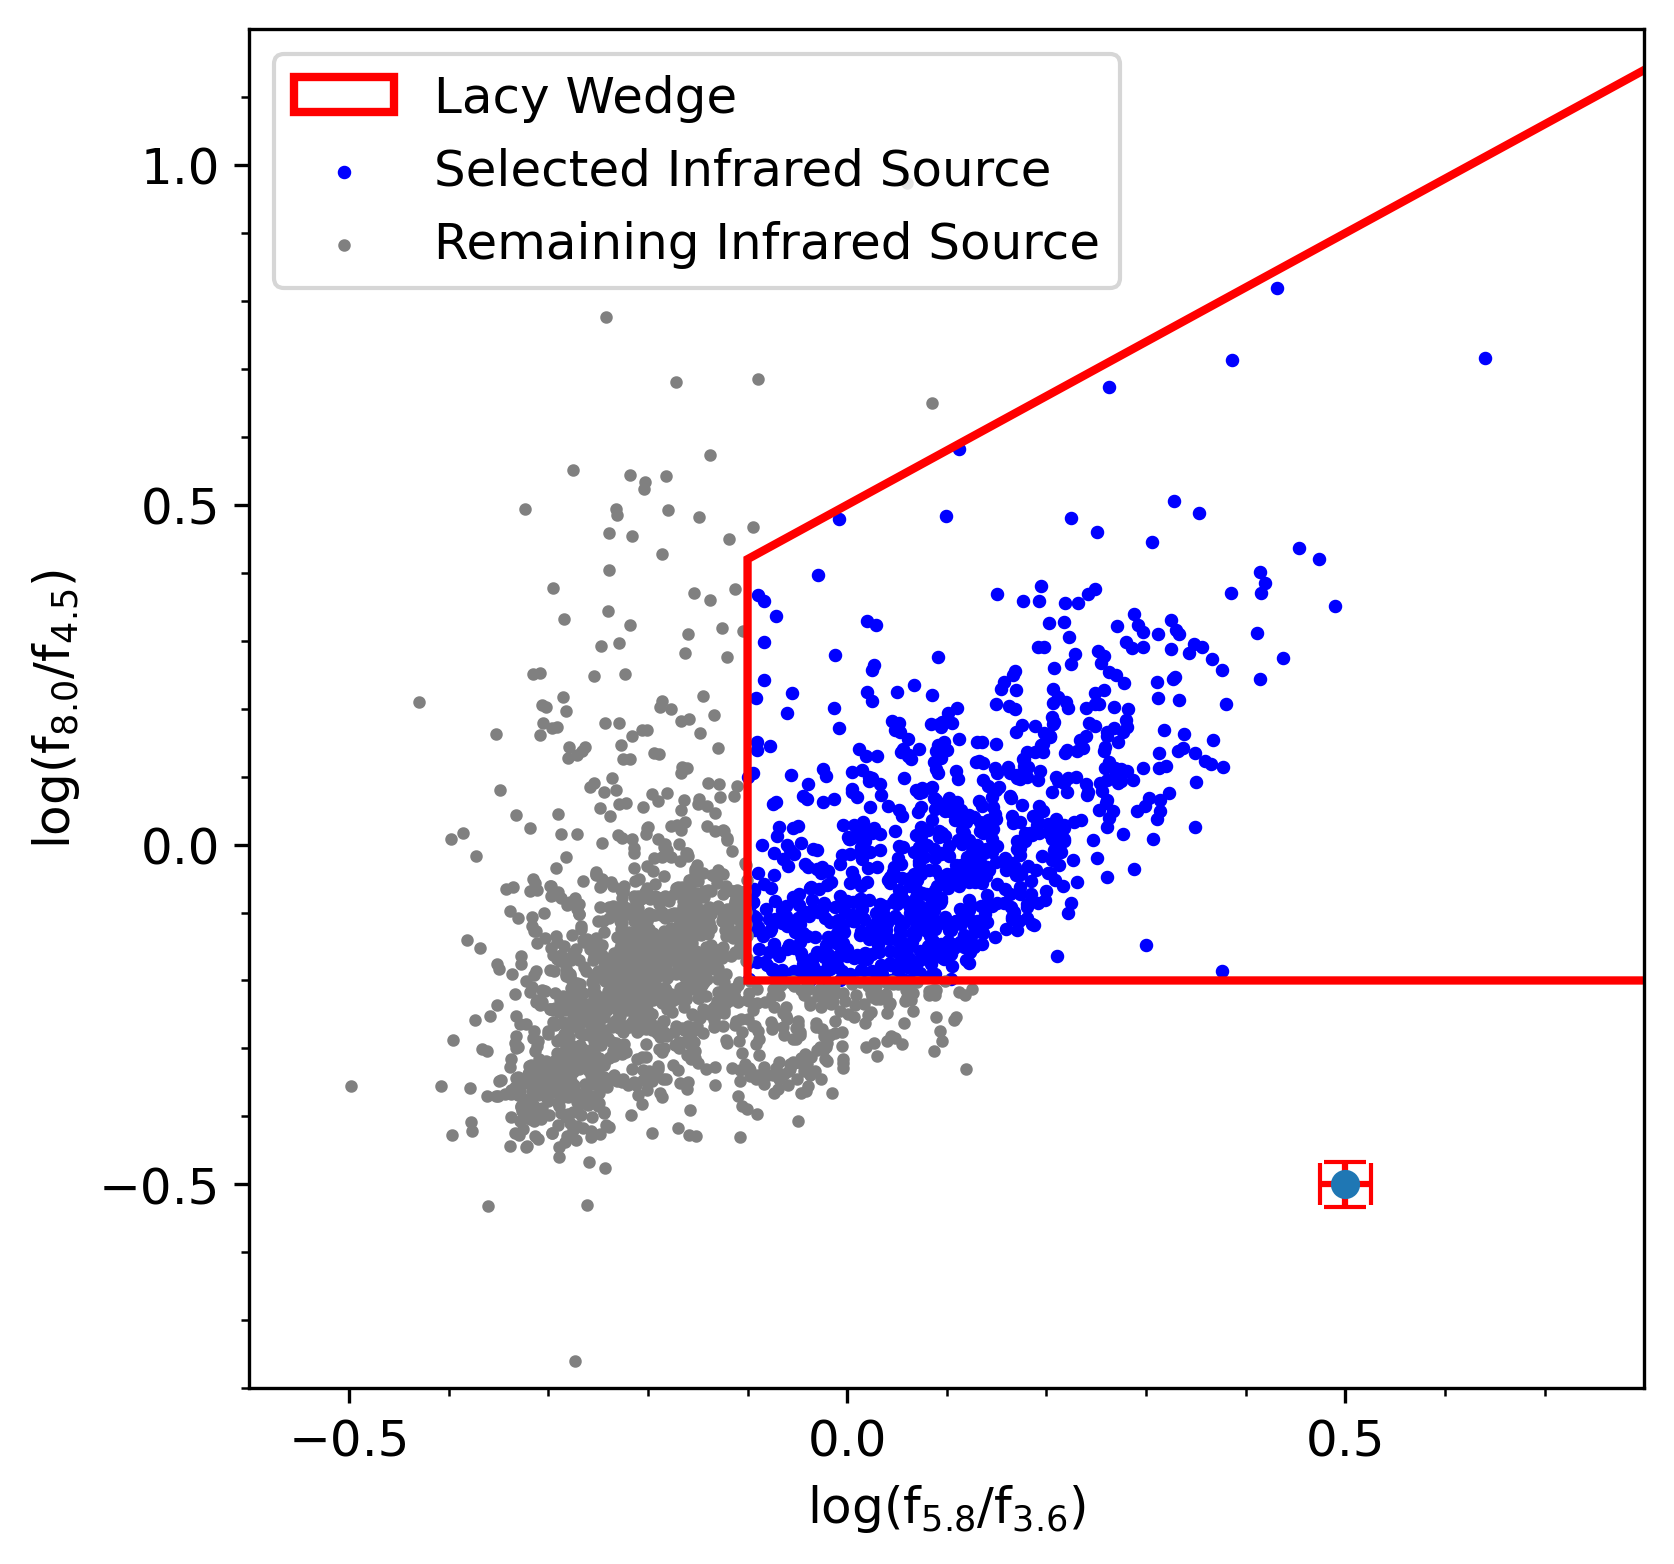 Lacy Wedge
Selected Infrared Source
Remaining Infrared Source
1.0
0.5
0.0
−0.5
log(f8.0/f4.5)
−0.5
0.0
0.5
log(f5.8/f3.6)